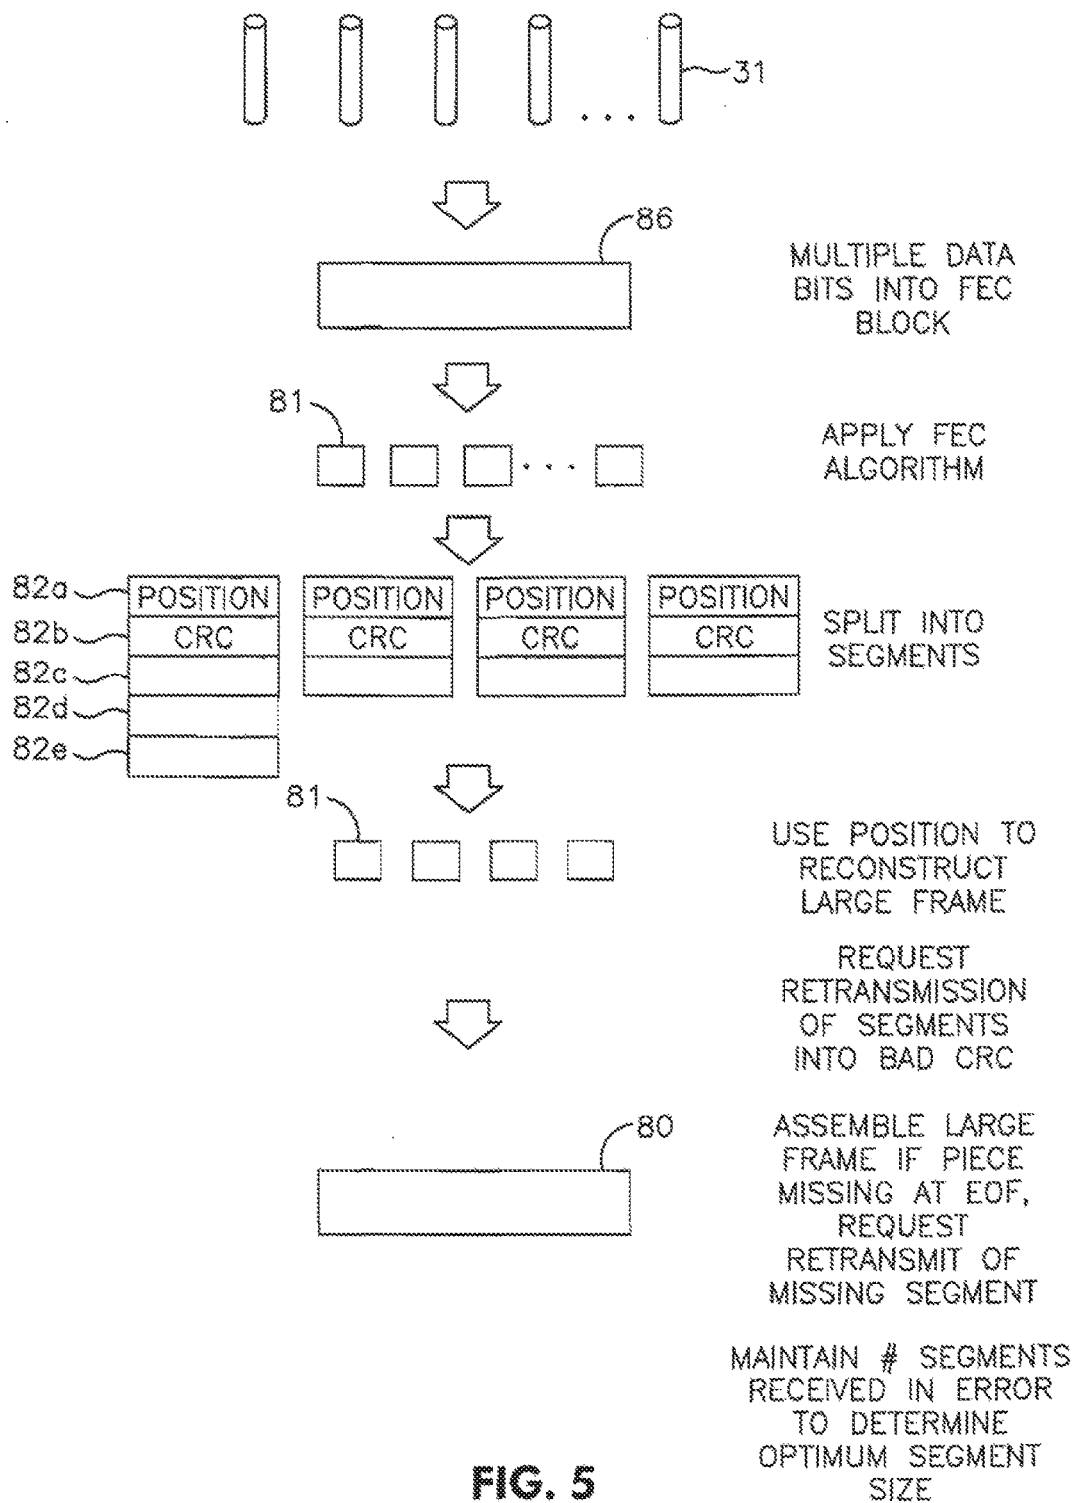 31
86
MULTIPLE DATA
BITS INTO FEC
BLOCK
81
APPLY FEC
ALGORITHM
82a POSITION POSITION POSITION POSITION
82b CRC CRC CRC CRC
SPLIT INTO
SEGMENTS
82c
82d
82e
81
USE POSITION TO
RECONSTRUCT
LARGE FRAME
REQUEST
RETRANSMISSION
OF SEGMENTS
INTO BAD CRC
80
ASSEMBLE LARGE
FRAME IF PIECE
MISSING AT EOF,
REQUEST
RETRANSMIT OF
MISSING SEGMENT
MAINTAIN # SEGMENTS
RECEIVED IN ERROR
TO DETERMINE
OPTIMUM SEGMENT
SIZE
FIG. 5